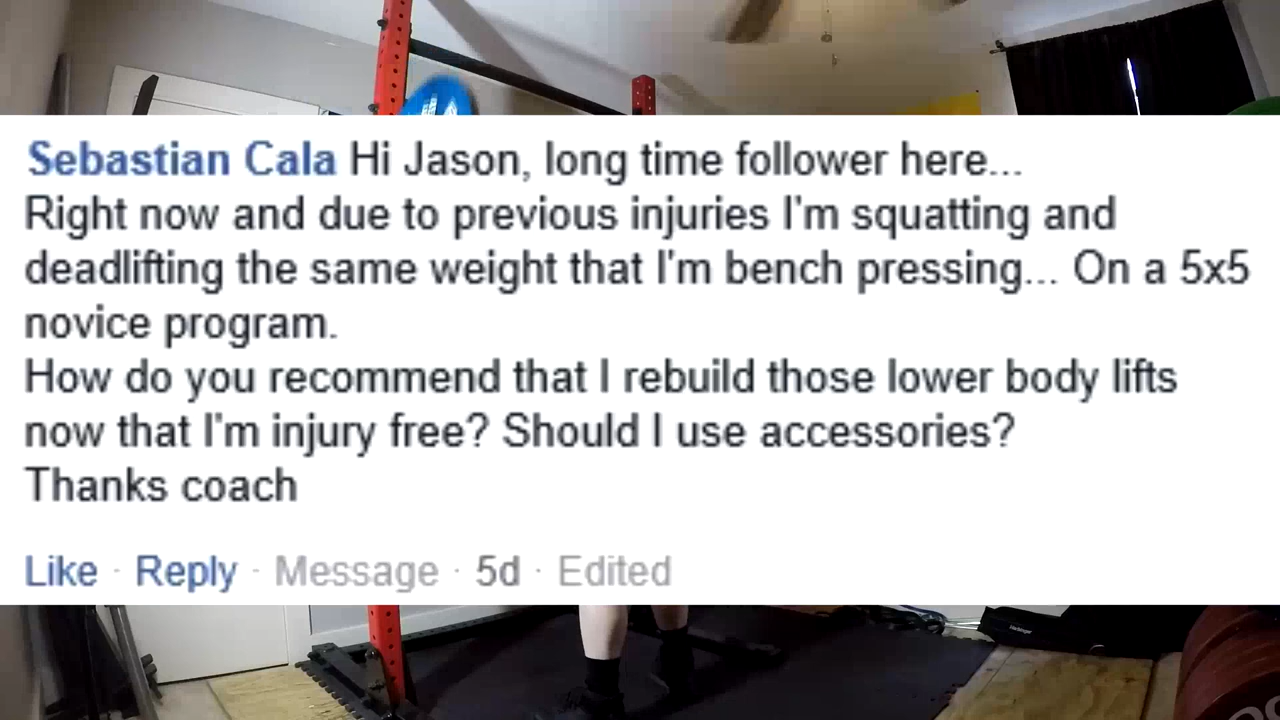 Sebastian Cala Hi Jason, long time follower here...
Right now and due to previous injuries I'm squatting and
deadlifting the same weight that I'm bench pressing... On a 5x5
novice program.
How do you recommend that I rebuild those lower body lifts
now that I'm injury free? Should I use accessories?
Thanks coach
Like · Reply · Message · 5d · Edited